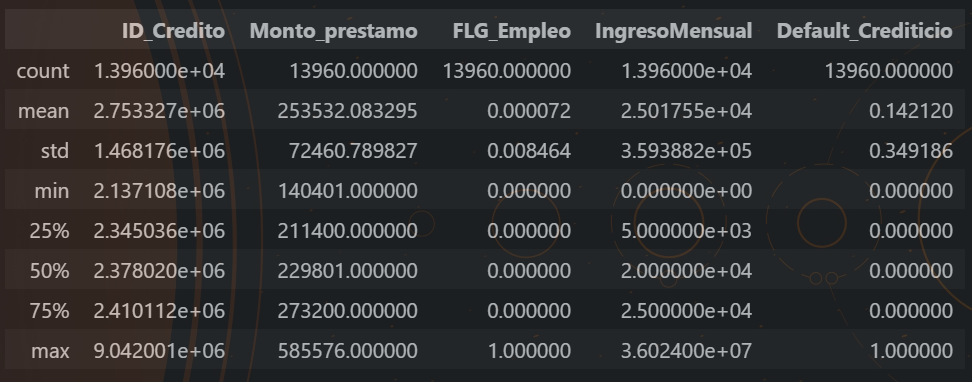 ID_Credito Monto_prestamo FLG_Empleo IngresoMensual Default_Crediticio
count 1.396000e+04 13960.000000 13960.000000 1.396000e+04 13960.000000
mean 2.753327e+06 253532.083295 0.000072 2.501755e+04 0.142120
std 1.468176e+06 72460.789827 0.008464 3.593882e+05 0.349186
min 2.137108e+06 140401.000000 0.000000 0.000000e+00 0.000000
25% 2.345036e+06 211400.000000 0.000000 5.000000e+03 0.000000
50% 2.378020e+06 229801.000000 0.000000 2.000000e+04 0.000000
75% 2.410112e+06 273200.000000 0.000000 2.500000e+04 0.000000
max 9.042001e+06 585576.000000 1.000000 3.602400e+07 1.000000